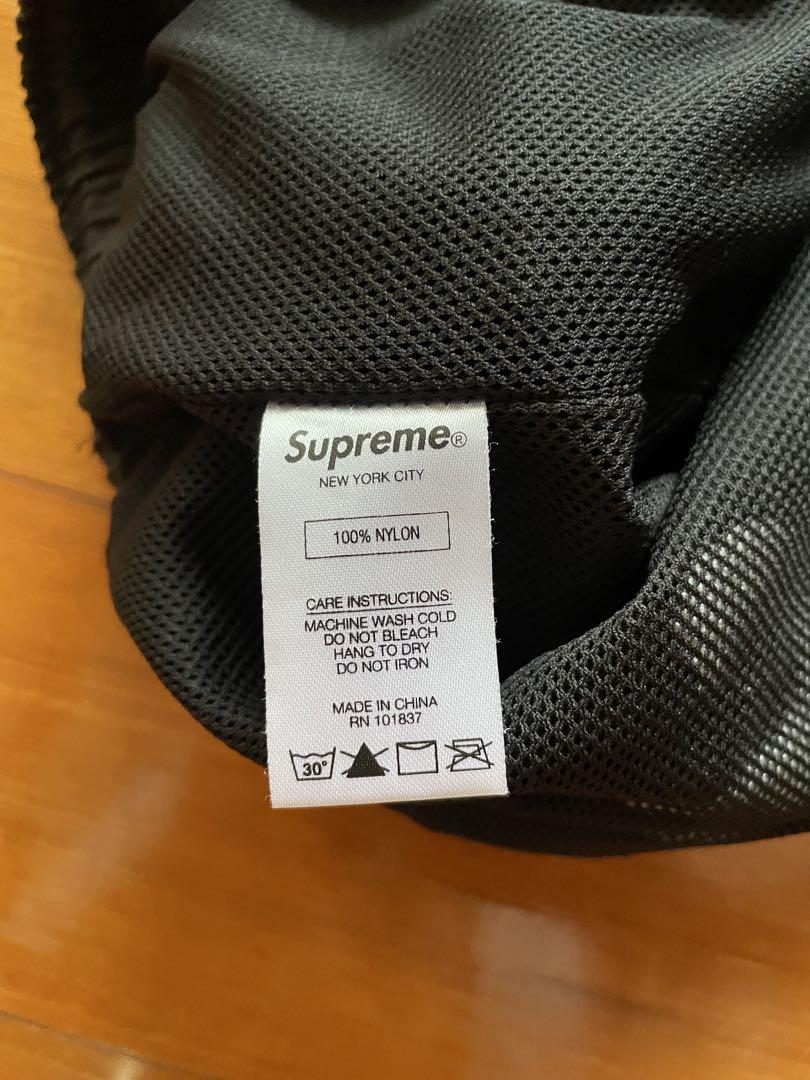 Supreme®
NEW YORK CITY
100% NYLON
CARE INSTRUCTIONS:
MACHINE WASH COLD
DO NOT BLEACH
HANG TO DRY
DO NOT IRON
MADE IN CHINA
RN 101837
30°